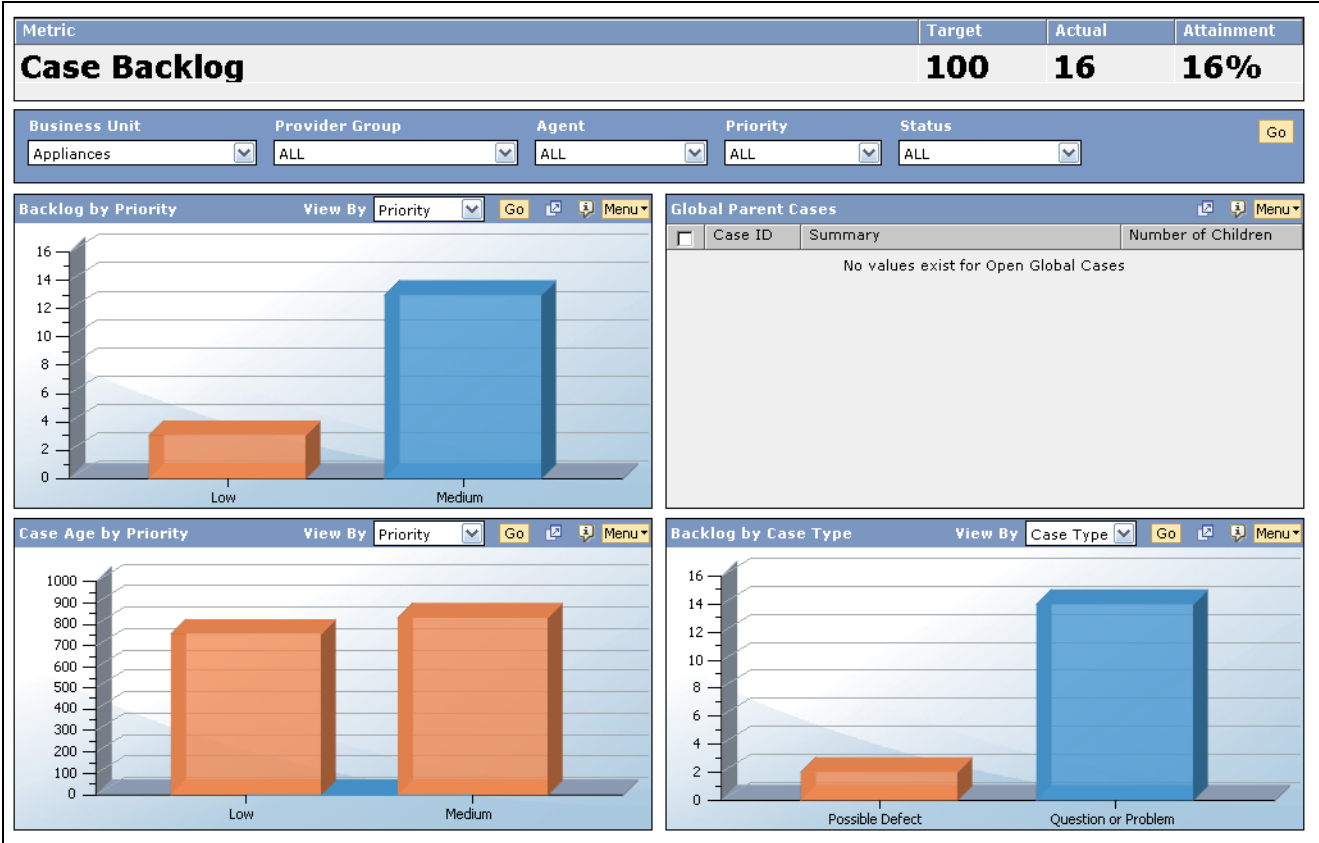 Metric Target Actual Attainment
Case Backlog 100 16 16%
Business Unit Provider Group Agent Priority Status
Appliances ALL ALL ALL ALL Go
Backlog by Priority View By Priority Go Menu
16
14
12
10
8
6
4
2
0
Low Medium
Global Parent Cases Menu
Case ID Summary Number of Children
No values exist for Open Global Cases
Case Age by Priority View By Priority Go Menu
1000
900
800
700
600
500
400
300
200
100
0
Low Medium
Backlog by Case Type View By Case Type Go Menu
16
14
12
10
8
6
4
2
0
Possible Defect Question or Problem